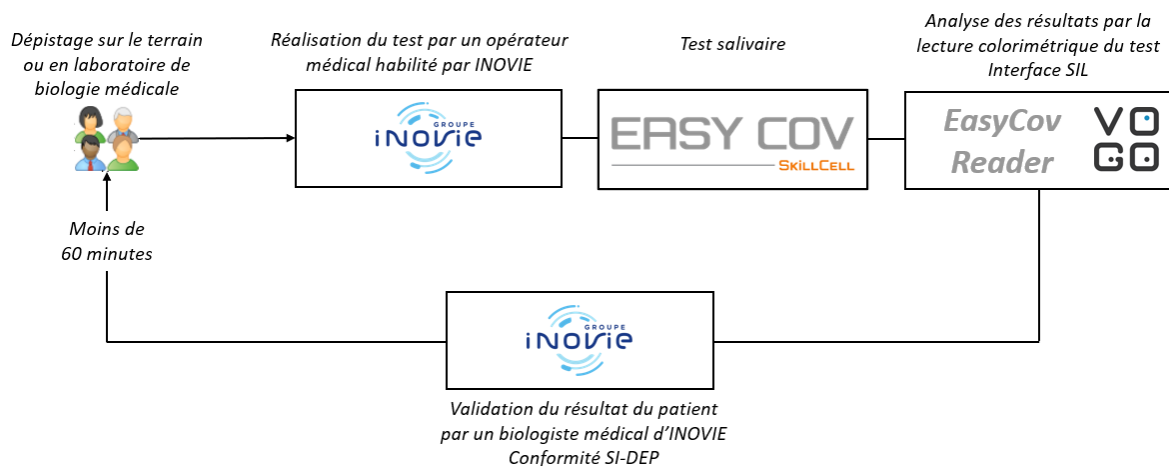 Dépistage sur le terrain
ou en laboratoire de
biologie médicale
Réalisation du test par un opérateur
médical habilité par INOVIE
GROUPE
iNOViE
Test salivaire
EASY COV
SKiLLCELL
Analyse des résultats par la
lecture colorimétrique du test
Interface SIL
EasyCov
Reader
VO
GO
Moins de
60 minutes
GROUPE
iNOViE
Validation du résultat du patient
par un biologiste médical d’INOVIE
Conformité SI-DEP